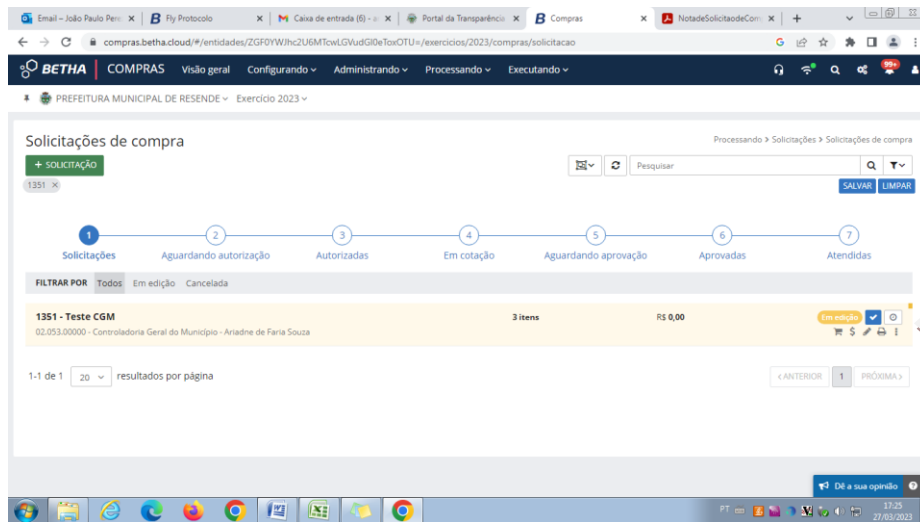 Email – João Paulo Pere
Fly Protocolo
Caixa de entrada (6) -
Portal da Transparência
Compras
NotadeSolicitaodeCom
compras.betha.cloud/#/entidades/ZGF0YWJhc2U6MTcwLGVudGl0eToxOTU=/exercicios/2023/compras/solicitacao
BETHA COMPRAS Visão geral Configurando Administrando Processando Executando 99+
PREFEITURA MUNICIPAL DE RESENDE Exercício 2023
Solicitações de compra
Processando > Solicitações > Solicitações de compra
+ SOLICITAÇÃO Pesquisar
1351 × SALVAR LIMPAR
1 2 3 4 5 6 7
Solicitações Aguardando autorização Autorizadas Em cotação Aguardando aprovação Aprovadas Atendidas
FILTRAR POR Todos Em edição Cancelada
1351 - Teste CGM 3 itens R$ 0,00 Em edição
02.053.00000 - Controladoria Geral do Município - Ariadne de Faria Souza
1-1 de 1 20 resultados por página < ANTERIOR 1 PRÓXIMA >
Dê a sua opinião
PT 17:25
27/03/2023